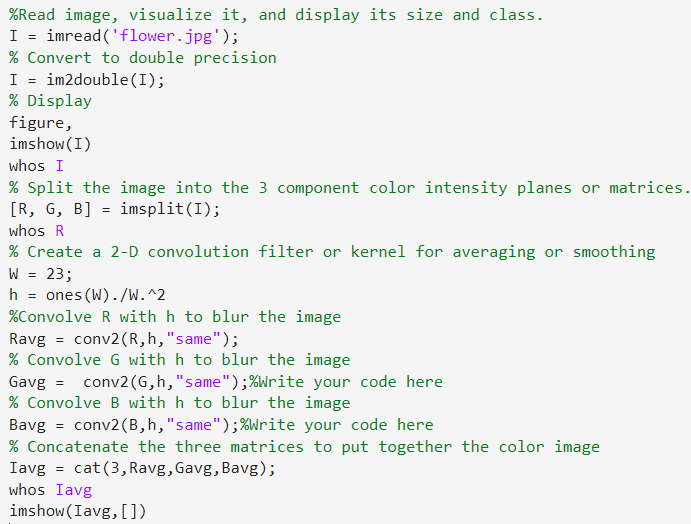 %Read image, visualize it, and display its size and class.
I = imread('flower.jpg');
% Convert to double precision
I = im2double(I);
% Display
figure,
imshow(I)
whos I
% Split the image into the 3 component color intensity planes or matrices.
[R, G, B] = imsplit(I);
whos R
% Create a 2-D convolution filter or kernel for averaging or smoothing
W = 23;
h = ones(W)./W.^2
%Convolve R with h to blur the image
Ravg = conv2(R,h,"same");
% Convolve G with h to blur the image
Gavg =  conv2(G,h,"same");%Write your code here
% Convolve B with h to blur the image
Bavg = conv2(B,h,"same");%Write your code here
% Concatenate the three matrices to put together the color image
Iavg = cat(3,Ravg,Gavg,Bavg);
whos Iavg
imshow(Iavg,[])